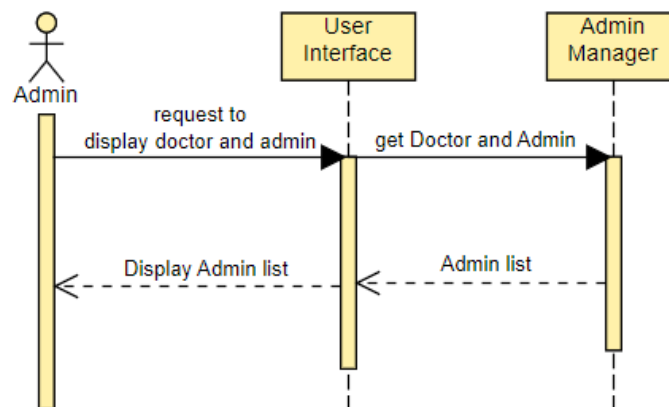 User
Interface
Admin
Manager
Admin
request to
display doctor and admin
get Doctor and Admin
Display Admin list
Admin list